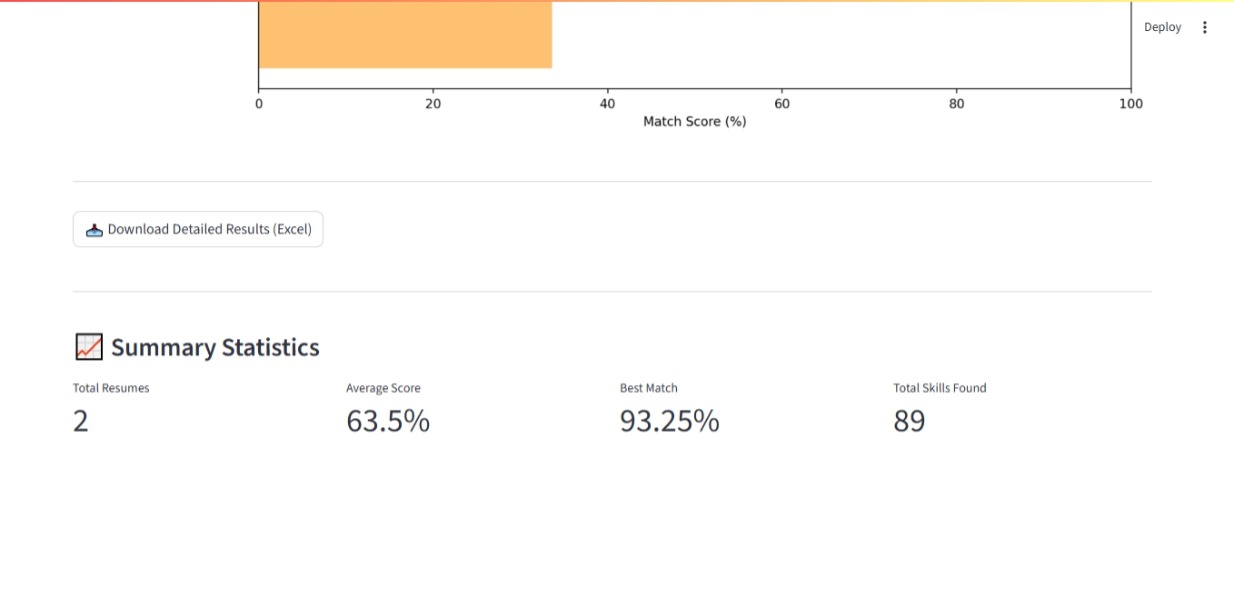 Deploy
0 20 40 60 80 100
Match Score (%)
Download Detailed Results (Excel)
Summary Statistics
Total Resumes Average Score Best Match Total Skills Found
2 63.5% 93.25% 89